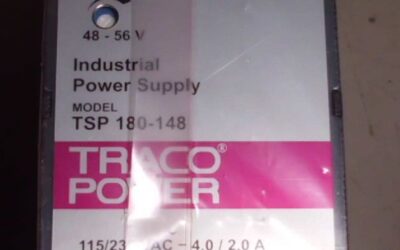 48 - 56 V
Industrial
Power Supply
MODEL
TSP 180-148
TRACO®
POWER
AC – 4.0 / 2.0 A